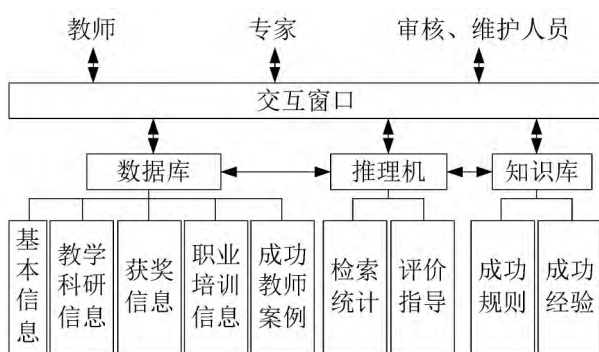 教师
专家
审核、维护人员
交互窗口
数据库
推理机
知识库
基本信息
教学科研信息
获奖信息
职业培训信息
成功教师案例
检索统计
评价指导
成功规则
成功经验